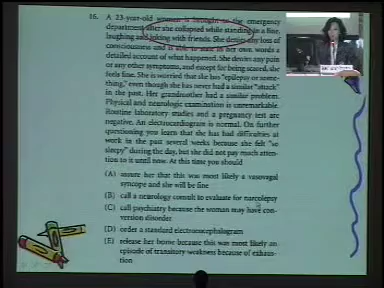 16. A 23-year-old woman is brought to the emergency
department after she collapsed while standing in a line,
laughing and joking with friends. She denies any loss of
consciousness and is able to state in her own words a
detailed accounts of what happened. She denies any pain
or any other symptoms, and except for being scared, she
feels fine. She is worried that she has "epilepsy or some-
thing," even though she has never had a similar "attack"
in the past. Her grandmother had a similar problem.
Physical and neurologic examination is unremarkable.
Routine laboratory studies and a pregnancy test are
negative. An electrocardiogram is normal. On further
questioning you learn that she has had difficulties at
work in the past several weeks because she felt "so
sleepy" during the day, but she did not pay much atten-
tion to it until now. At this time you should
(A) assure her that this was most likely a vasovagal
syncope and she will be fine
(B) call a neurology consult to evaluate for narcolepsy
(C) call psychiatry because the woman may have con-
version disorder
(D) order a standard electroencephalogram
(E) release her home because this was most likely an
episode of transitory weakness because of exhaus-
tion